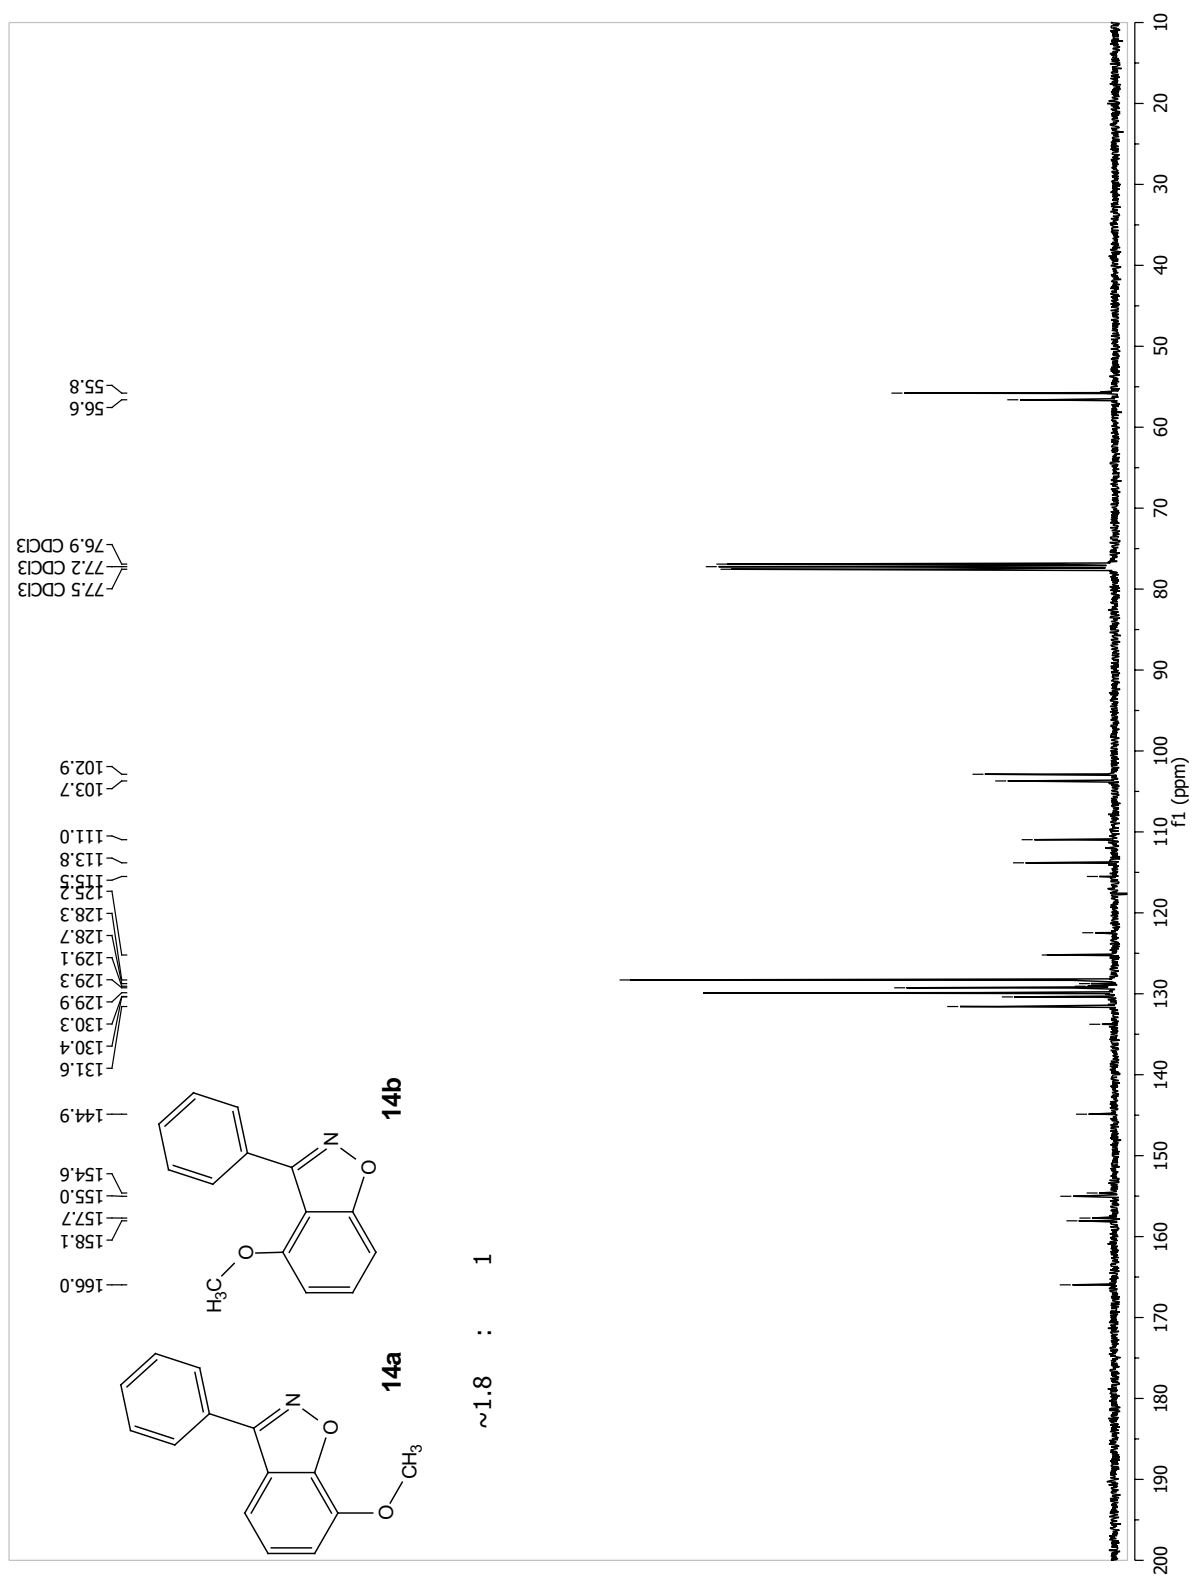 166.0
158.1
157.7
155.0
154.6
144.9
131.6
130.4
130.3
129.9
129.3
129.1
128.7
128.3
125.2
115.5
113.8
111.0
103.7
102.9
77.5 CDCl3
77.2 CDCl3
76.9 CDCl3
56.6
55.8
N
O
O
CH3
14a
H3C
O
N
O
14b
~1.8 : 1
200 190 180 170 160 150 140 130 120 110 100 90 80 70 60 50 40 30 20 10
f1 (ppm)